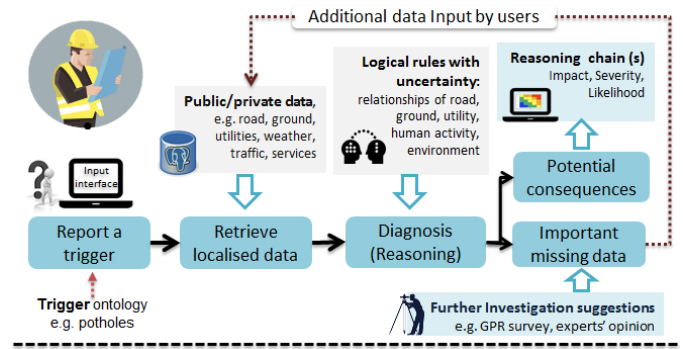 Additional data Input by users
Public/private data,
e.g. road, ground,
utilities, weather,
traffic, services
Logical rules with
uncertainty:
relationships of road,
ground, utility,
human activity,
environment
Reasoning chain (s)
Impact, Severity,
Likelihood
Input
interface
Report a
trigger
Retrieve
localised data
Diagnosis
(Reasoning)
Potential
consequences
Important
missing data
Trigger ontology
e.g. potholes
Further Investigation suggestions
e.g. GPR survey, experts' opinion